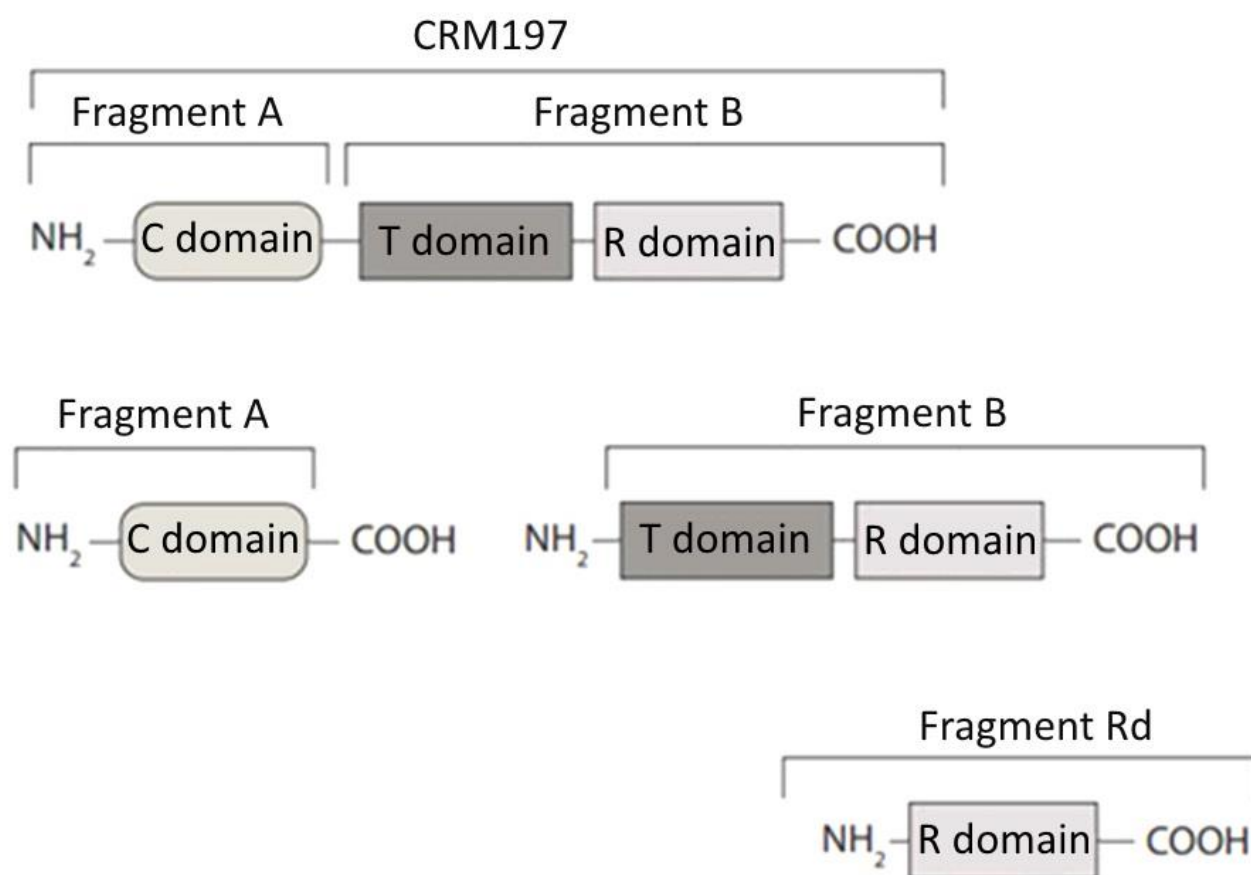 CRM197
Fragment A Fragment B
NH2 C domain T domain R domain COOH
Fragment A Fragment B
NH2 C domain COOH NH2 T domain R domain COOH
Fragment Rd
NH2 R domain COOH